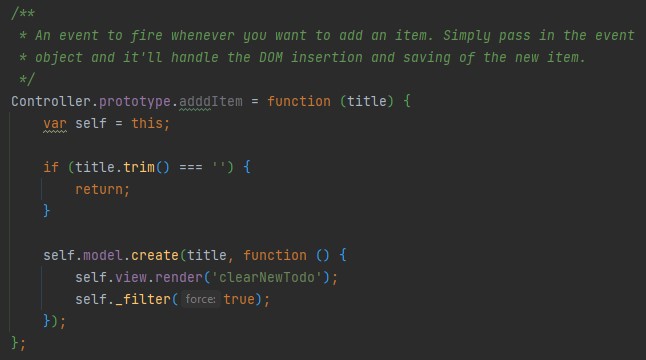 /**
 * An event to fire whenever you want to add an item. Simply pass in the event
 * object and it'll handle the DOM insertion and saving of the new item.
 */
Controller.prototype.adddItem = function (title) {
    var self = this;
    if (title.trim() === '') {
        return;
    }
    self.model.create(title, function () {
        self.view.render('clearNewTodo');
        self._filter( force: true);
    });
};